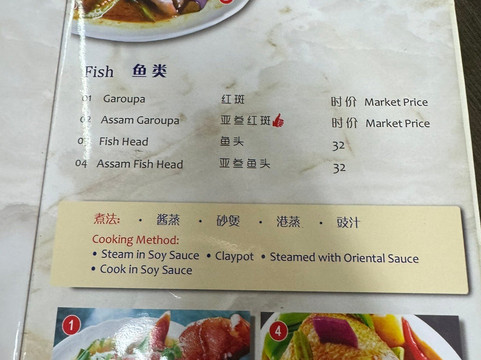 Fish 鱼类
01 Garoupa 红斑 时价 Market Price
02 Assam Garoupa 亚叁红斑 时价 Market Price
03 Fish Head 鱼头 32
04 Assam Fish Head 亚叁鱼头 32
煮法: • 酱蒸 • 砂煲 • 港蒸 • 豉汁
Cooking Method:
• Steam in Soy Sauce • Claypot • Steamed with Oriental Sauce
• Cook in Soy Sauce
1 4